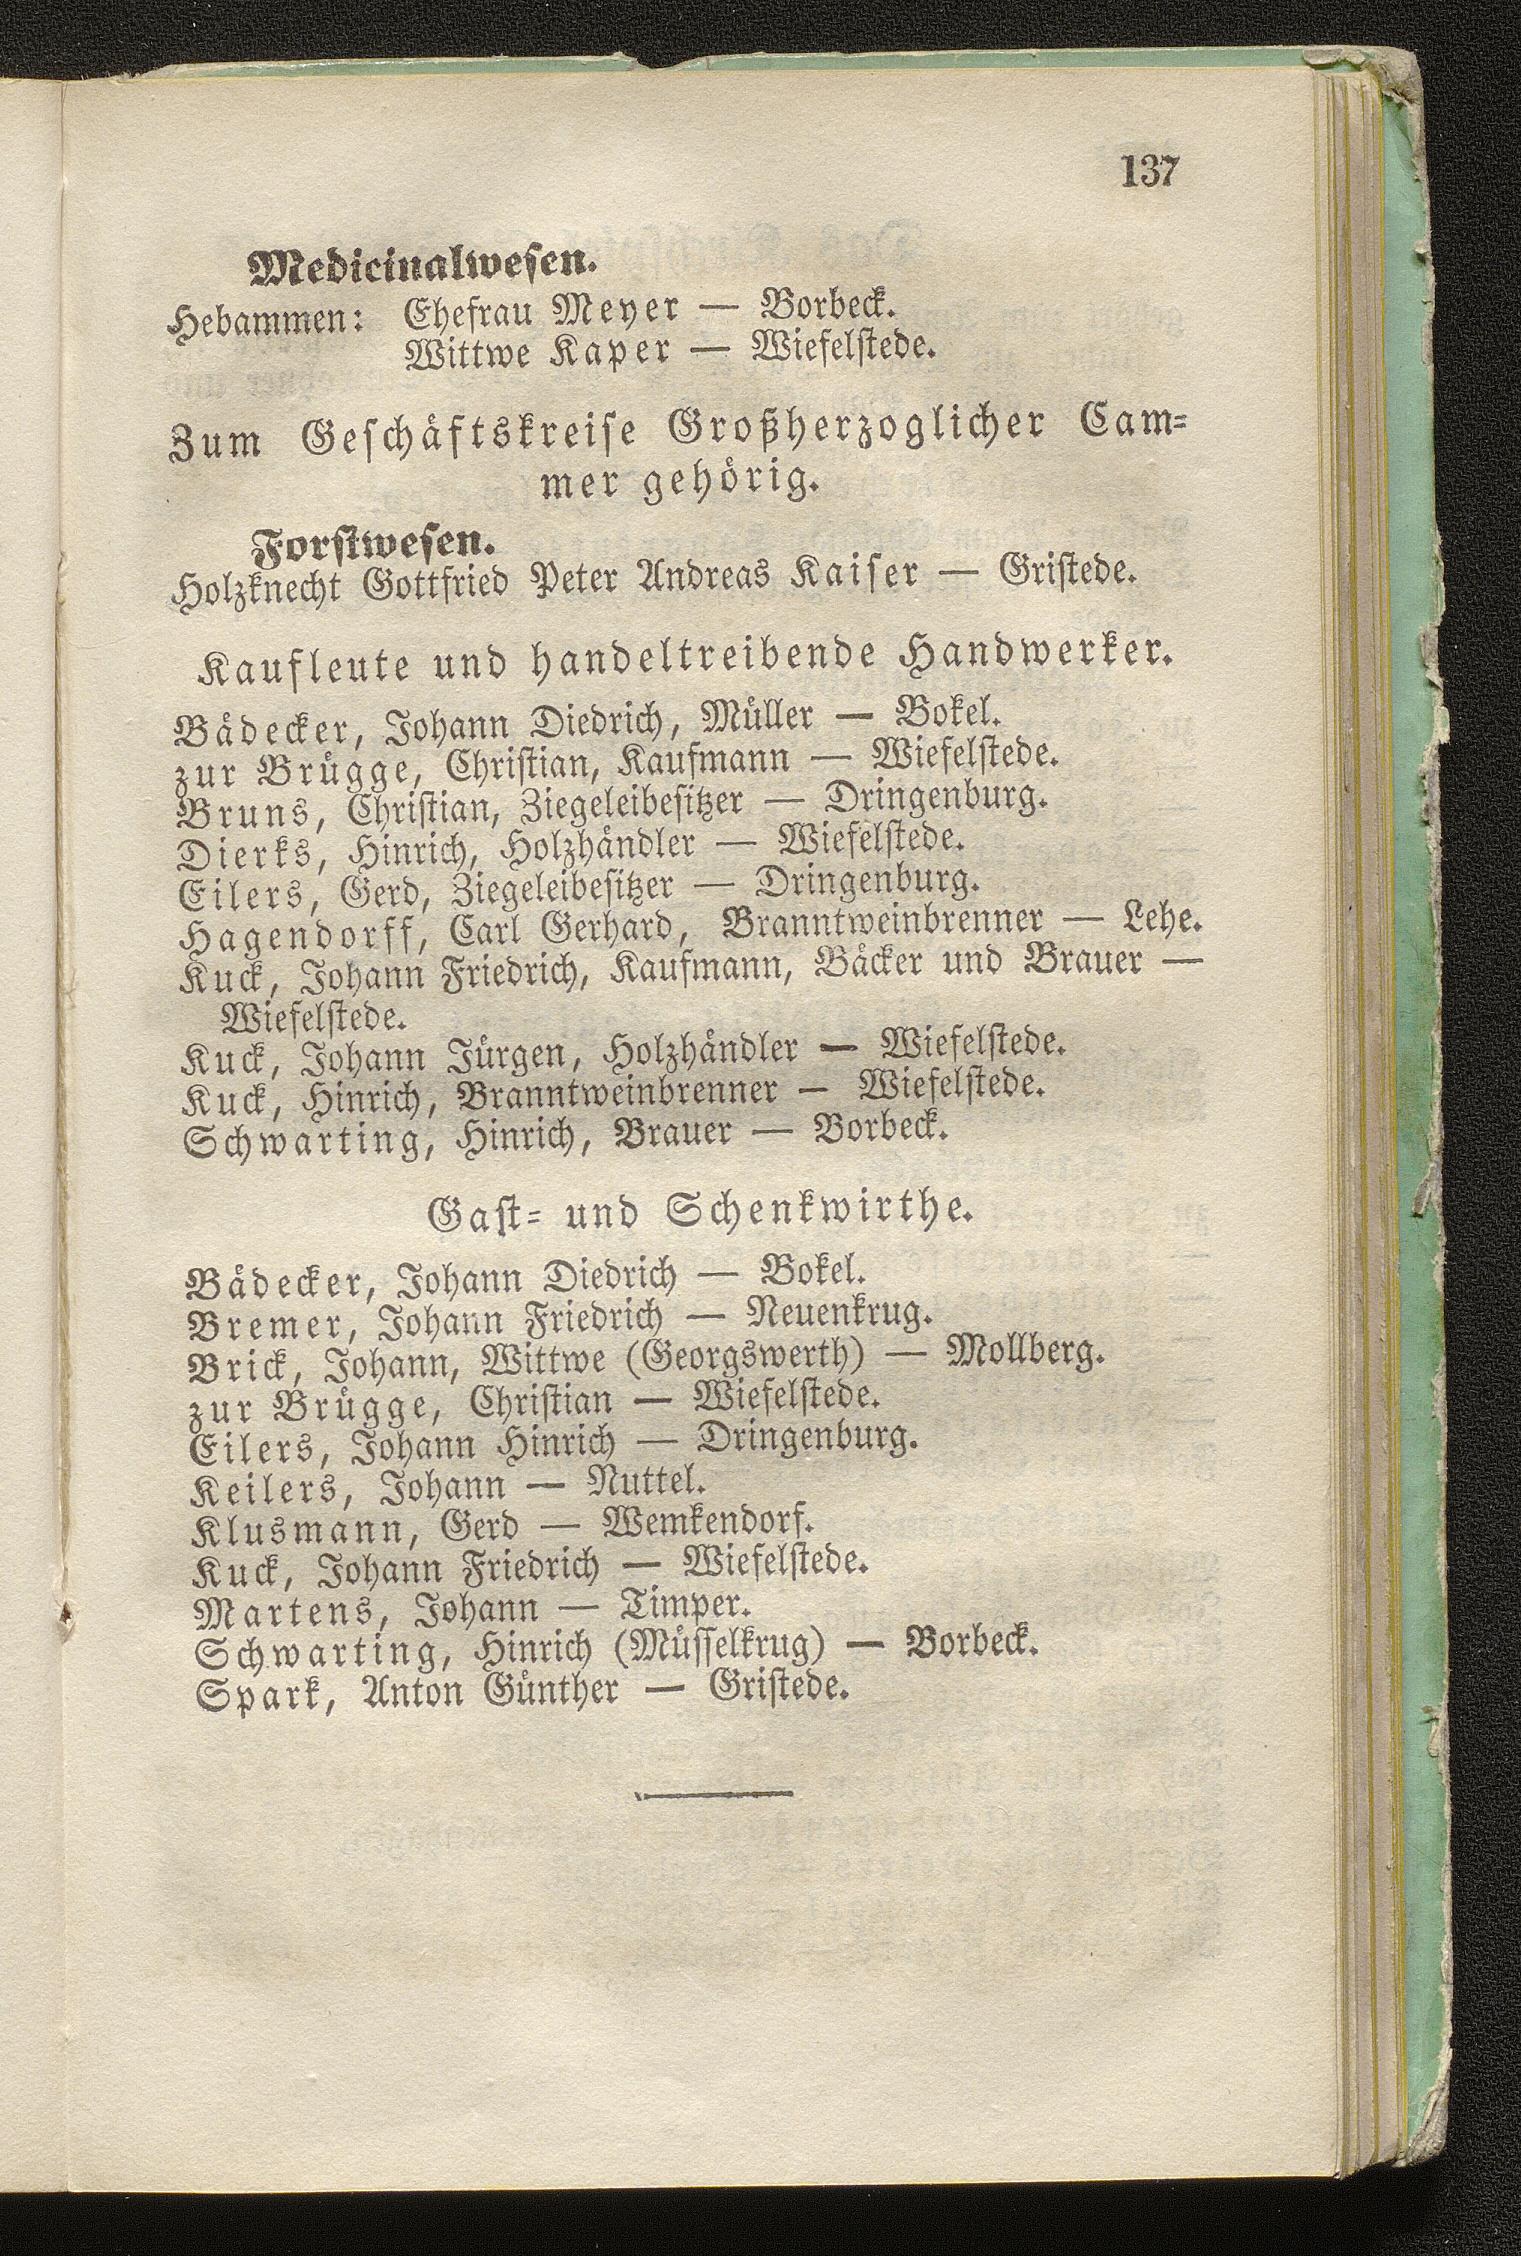 137
Medicinalwesen.
Hebammen: Ehefrau Meyer — Borbeck.
Wittwe Kaper — Wiefelstede.
Zum Geschäftskreise Großherzoglicher Cam-
mer gehörig.
Forstwesen.
Holzknecht Gottfried Peter Andreas Kaiser — Gristede.
Kaufleute und handeltreibende Handwerker.
Bädecker, Johann Diedrich, Müller — Bokel.
zur Brügge, Christian, Kaufmann — Wiefelstede.
Bruns, Christian, Ziegeleibesitzer — Dringenburg.
Dierks, Hinrich, Holzhändler — Wiefelstede.
Eilers, Gerd, Ziegeleibesitzer — Dringenburg.
Hagendorff, Carl Gerhard, Branntweinbrenner — Lehe.
Kuck, Johann Friedrich, Kaufmann, Bäcker und Brauer —
Wiefelstede.
Kuck, Johann Jürgen, Holzhändler — Wiefelstede.
Kuck, Hinrich, Branntweinbrenner — Wiefelstede.
Schwarting, Hinrich, Brauer — Borbeck.
Gast- und Schenkwirthe.
Bädecker, Johann Diedrich — Bokel.
Bremer, Johann Friedrich — Neuenkrug.
Brick, Johann, Wittwe (Georgswerth) — Mollberg.
zur Brügge, Christian — Wiefelstede.
Eilers, Johann Hinrich — Dringenburg.
Keilers, Johann — Nuttel.
Klusmann, Gerd — Wemkendorf.
Kuck, Johann Friedrich — Wiefelstede.
Martens, Johann — Timper.
Schwarting, Hinrich (Müsselkrug) — Borbeck.
Spark, Anton Günther — Gristede.